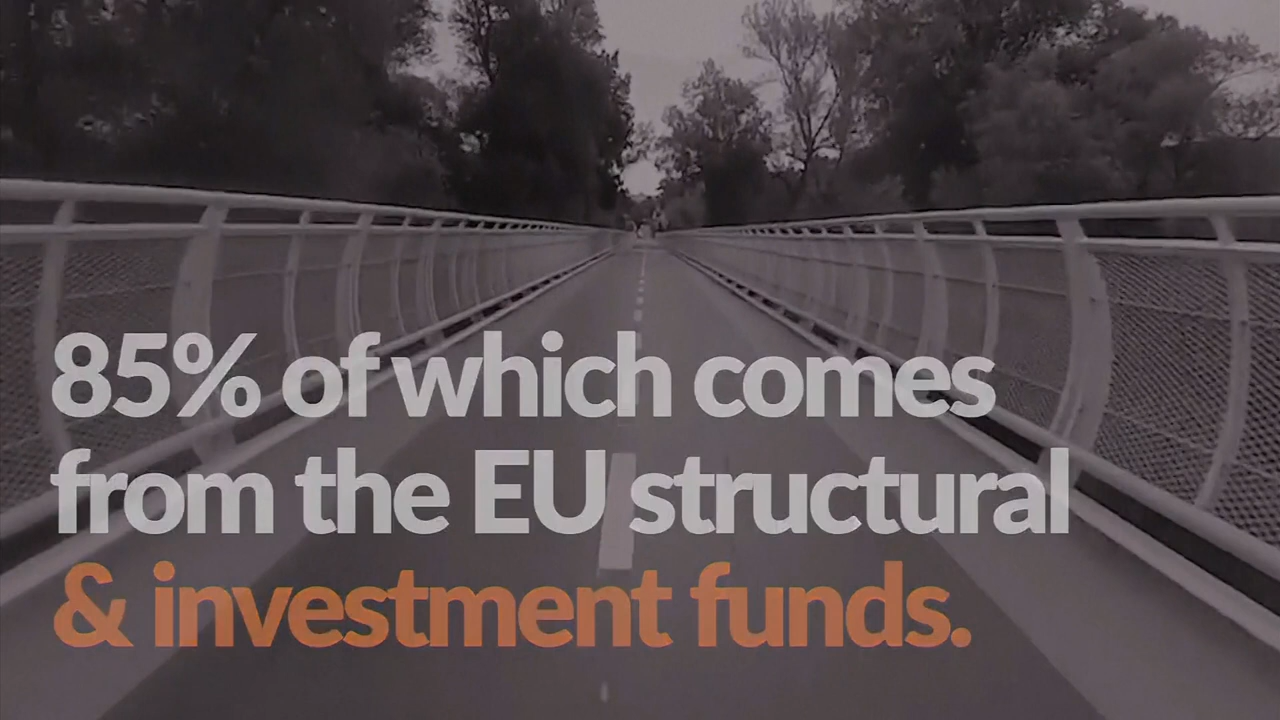 85% of which comes
from the EU structural
& investment funds.